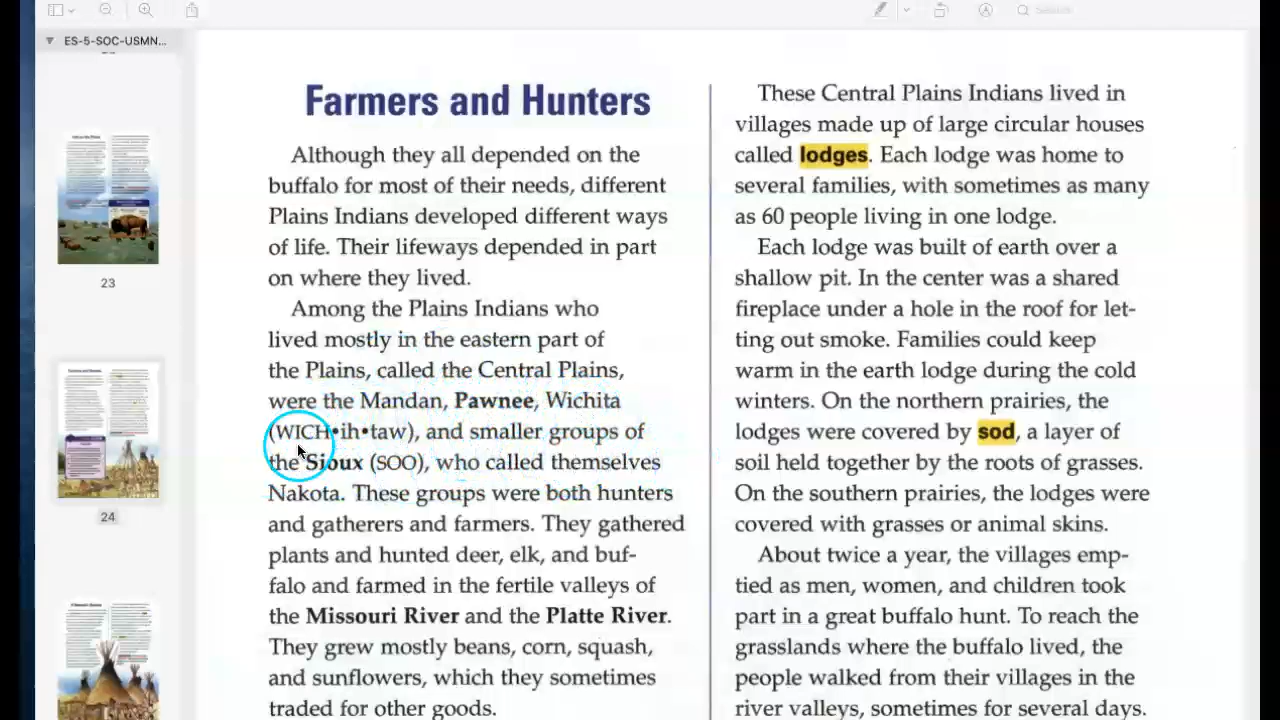 ES-5-SOC-USMN...
Search
23
24
Farmers and Hunters
Although they all depended on the
buffalo for most of their needs, different
Plains Indians developed different ways
of life. Their lifeways depended in part
on where they lived.
Among the Plains Indians who
lived mostly in the eastern part of
the Plains, called the Central Plains,
were the Mandan, Pawnee, Wichita
(WICH•ih•taw), and smaller groups of
the Sioux (SOO), who called themselves
Nakota. These groups were both hunters
and gatherers and farmers. They gathered
plants and hunted deer, elk, and buf-
falo and farmed in the fertile valleys of
the Missouri River and the Platte River.
They grew mostly beans, corn, squash,
and sunflowers, which they sometimes
traded for other goods.
These Central Plains Indians lived in
villages made up of large circular houses
called lodges. Each lodge was home to
several families, with sometimes as many
as 60 people living in one lodge.
Each lodge was built of earth over a
shallow pit. In the center was a shared
fireplace under a hole in the roof for let-
ting out smoke. Families could keep
warm in the earth lodge during the cold
winters. On the northern prairies, the
lodges were covered by sod, a layer of
soil held together by the roots of grasses.
On the southern prairies, the lodges were
covered with grasses or animal skins.
About twice a year, the villages emp-
tied as men, women, and children took
part in a great buffalo hunt. To reach the
grasslands where the buffalo lived, the
people walked from their villages in the
river valleys, sometimes for several days.